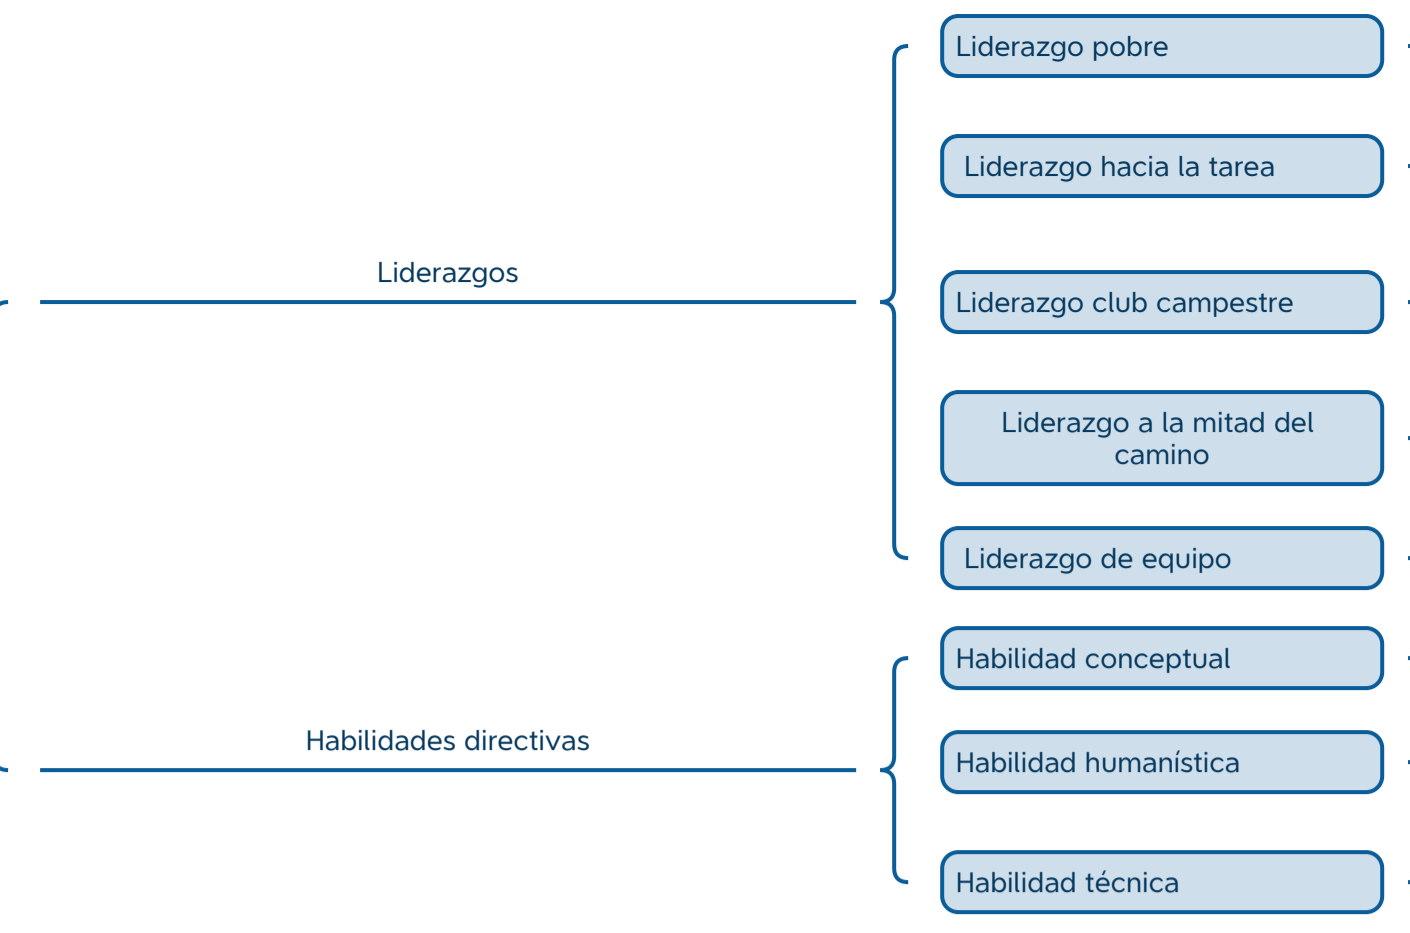 Liderazgos
Liderazgo pobre
Liderazgo hacia la tarea
Liderazgo club campestre
Liderazgo a la mitad del
camino
Liderazgo de equipo
Habilidades directivas
Habilidad conceptual
Habilidad humanística
Habilidad técnica